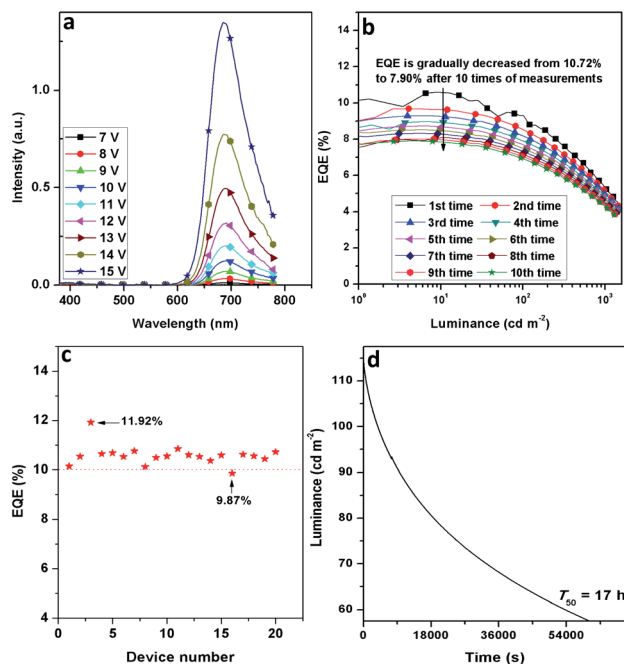 a
1.0
0.5
0.0
Intensity (a.u.)
7 V
8 V
9 V
10 V
11 V
12 V
13 V
14 V
15 V
400
500
600
700
800
Wavelength (nm)
b
EQE is gradually decreased from 10.72%
to 7.90% after 10 times of measurements
12
10
8
6
4
2
0
EQE (%)
1st time
2nd time
3rd time
4th time
5th time
6th time
7th time
8th time
9th time
10th time
10⁰
10¹
10²
10³
Luminance (cd m⁻²)
c
14
12
10
8
6
4
EQE (%)
11.92%
9.87%
0
5
10
15
20
Device number
d
110
100
90
80
70
60
Luminance (cd m⁻²)
T₅₀ = 17 h
0
18000
36000
54000
Time (s)